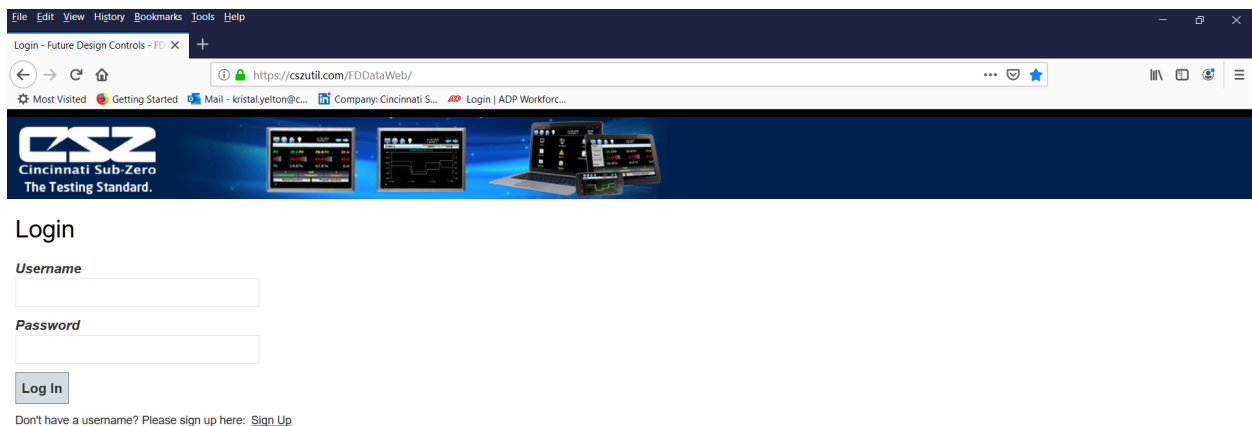 File Edit View History Bookmarks Tools Help
Login - Future Design Controls - FD
https://cszutil.com/FDDataWeb/
Most Visited Getting Started Mail - kristal.yelton@c... Company: Cincinnati S... Login | ADP Workforc...
CSZ
Cincinnati Sub-Zero
The Testing Standard.
Login
Username
Password
Log In
Don't have a username? Please sign up here: Sign Up